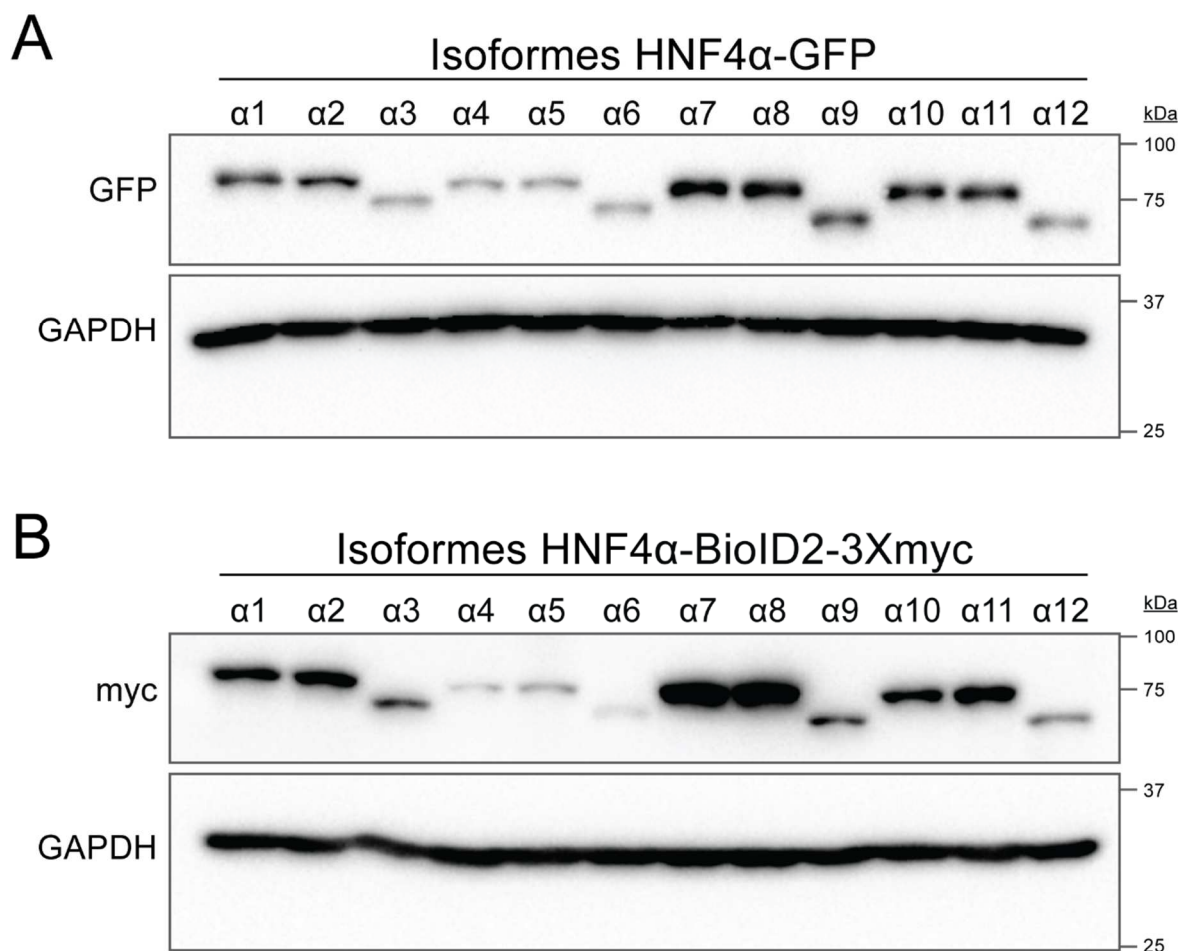 A
Isoformes HNF4α-GFP
α1 α2 α3 α4 α5 α6 α7 α8 α9 α10 α11 α12
kDa
GFP
100
75
GAPDH
37
25
B
Isoformes HNF4α-BioID2-3Xmyc
α1 α2 α3 α4 α5 α6 α7 α8 α9 α10 α11 α12
kDa
myc
100
75
GAPDH
37
25